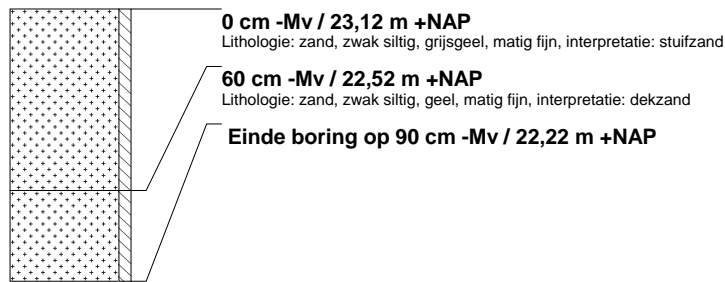 0 cm -Mv / 23,12 m +NAP
Lithologie: zand, zwak siltig, grijsgeel, matig fijn, interpretatie: stuifzand
60 cm -Mv / 22,52 m +NAP
Lithologie: zand, zwak siltig, geel, matig fijn, interpretatie: dekzand
Einde boring op 90 cm -Mv / 22,22 m +NAP